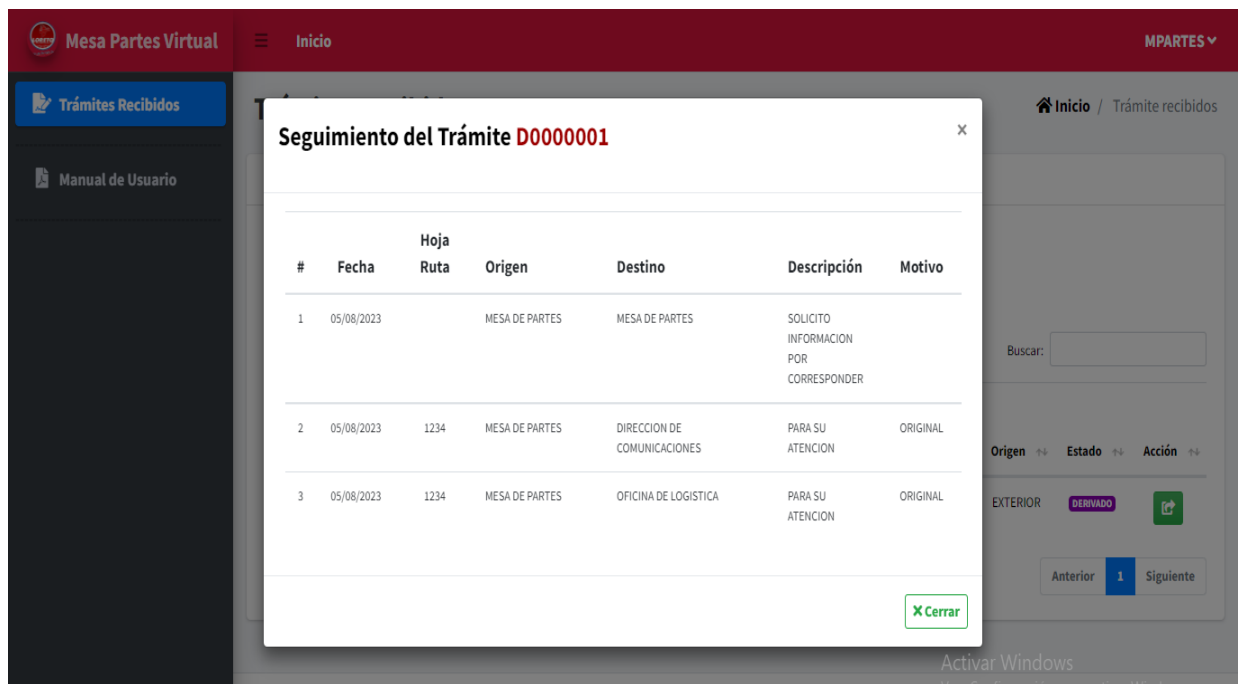 LORETO
Mesa Partes Virtual
Inicio
MPARTES
Trámites Recibidos
Manual de Usuario
Inicio / Trámite recibidos
Seguimiento del Trámite D0000001
×
# Fecha Hoja Ruta Origen Destino Descripción Motivo
1 05/08/2023 MESA DE PARTES MESA DE PARTES SOLICITO
INFORMACION
POR
CORRESPONDER
2 05/08/2023 1234 MESA DE PARTES DIRECCION DE PARA SU ORIGINAL
COMUNICACIONES ATENCION
3 05/08/2023 1234 MESA DE PARTES OFICINA DE LOGISTICA PARA SU ORIGINAL
ATENCION
Cerrar
Buscar:
Origen Estado Acción
EXTERIOR DERIVADO
Anterior 1 Siguiente
Activar Windows